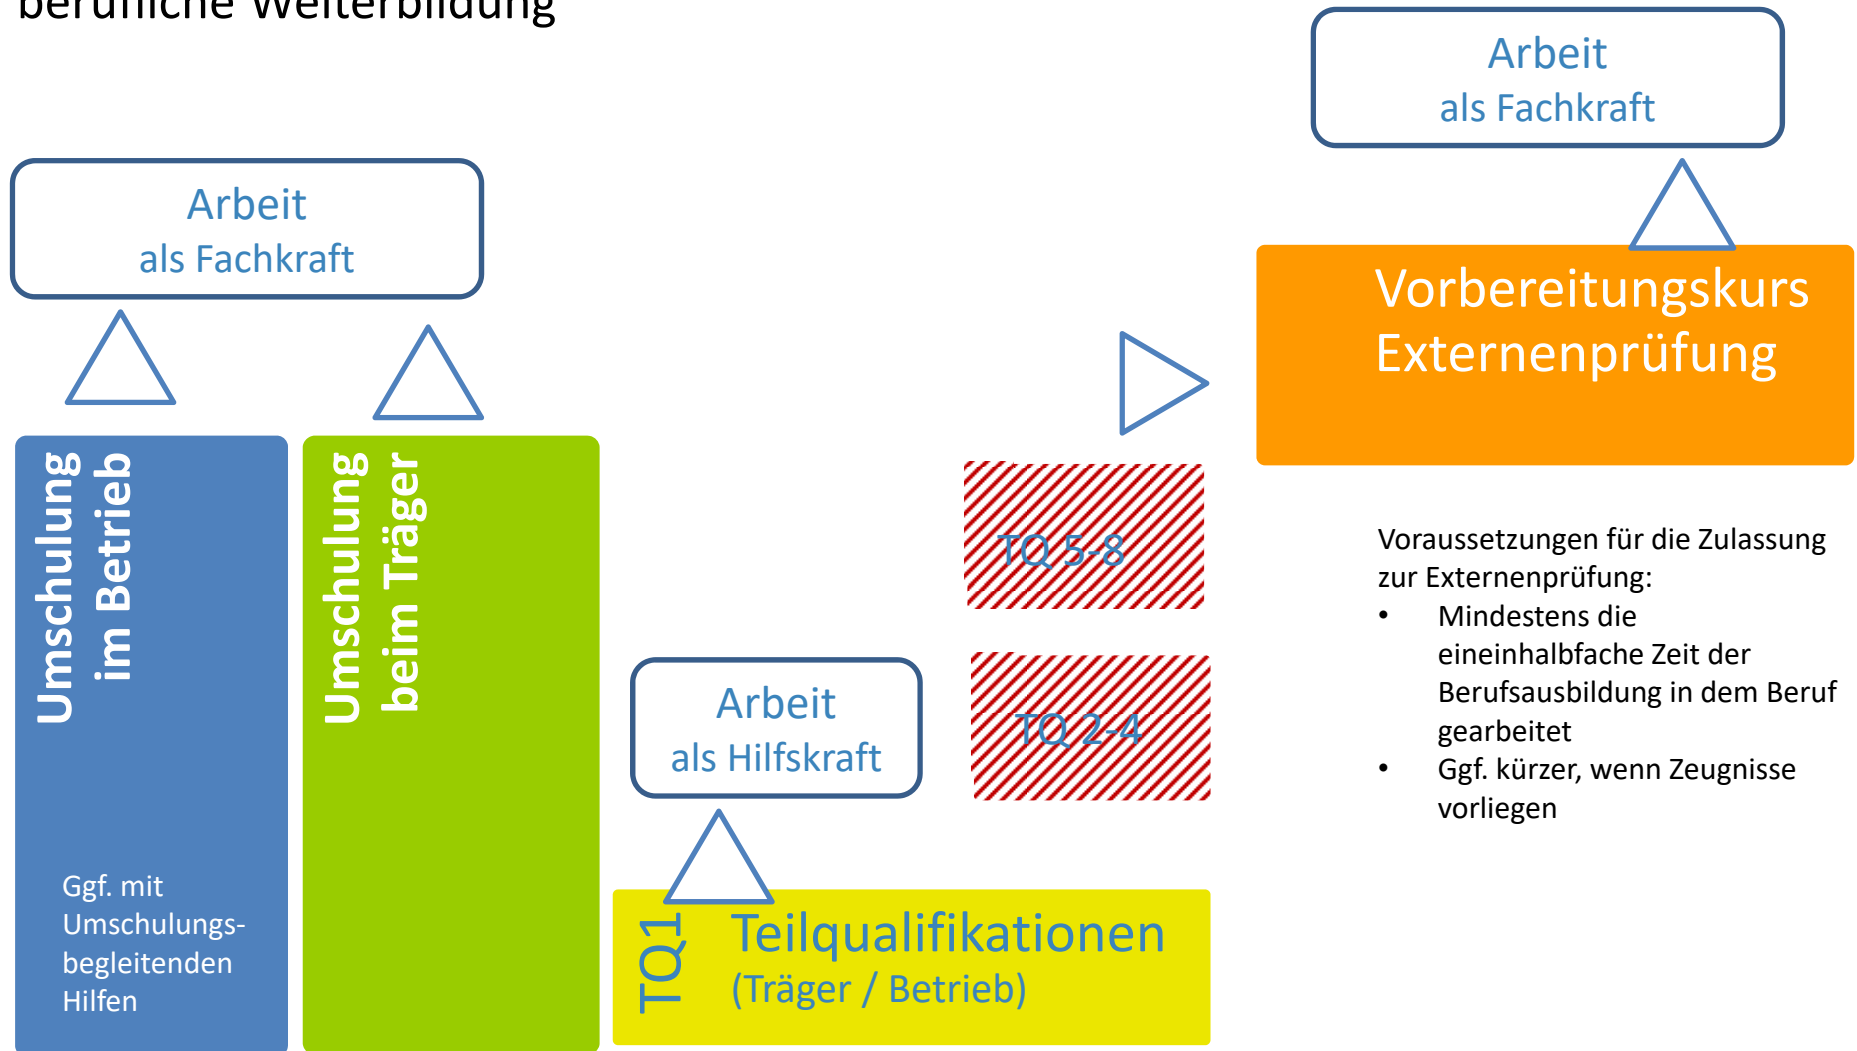 berufliche Weiterbildung
Arbeit
als Fachkraft
Arbeit
als Fachkraft
Vorbereitungskurs
Externenprüfung
Umschulung
im Betrieb
Ggf. mit
Umschulungs-
begleitenden
Hilfen
Umschulung
beim Träger
Arbeit
als Hilfskraft
TQ 5-8
TQ 2-4
TQ1
Teilqualifikationen
(Träger / Betrieb)
Voraussetzungen für die Zulassung
zur Externenprüfung:
• Mindestens die
eineinhalbfache Zeit der
Berufsausbildung in dem Beruf
gearbeitet
• Ggf. kürzer, wenn Zeugnisse
vorliegen